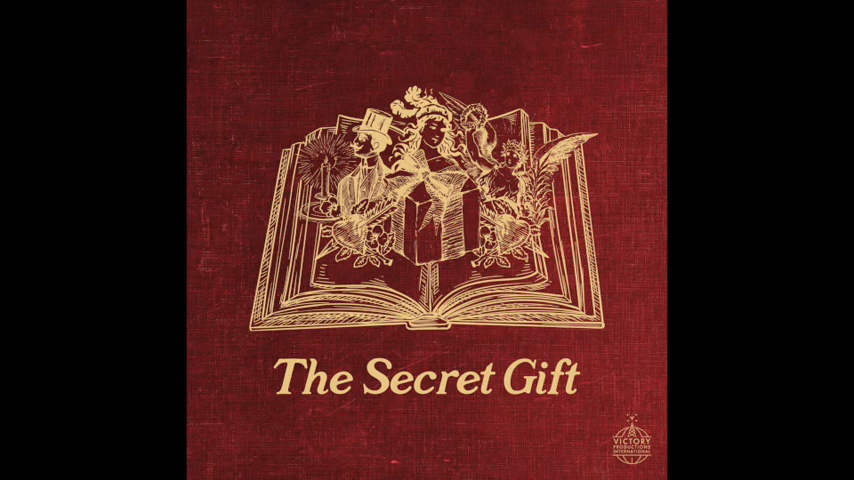 The Secret Gift
VICTORY
PRODUCTIONS
INTERNATIONAL